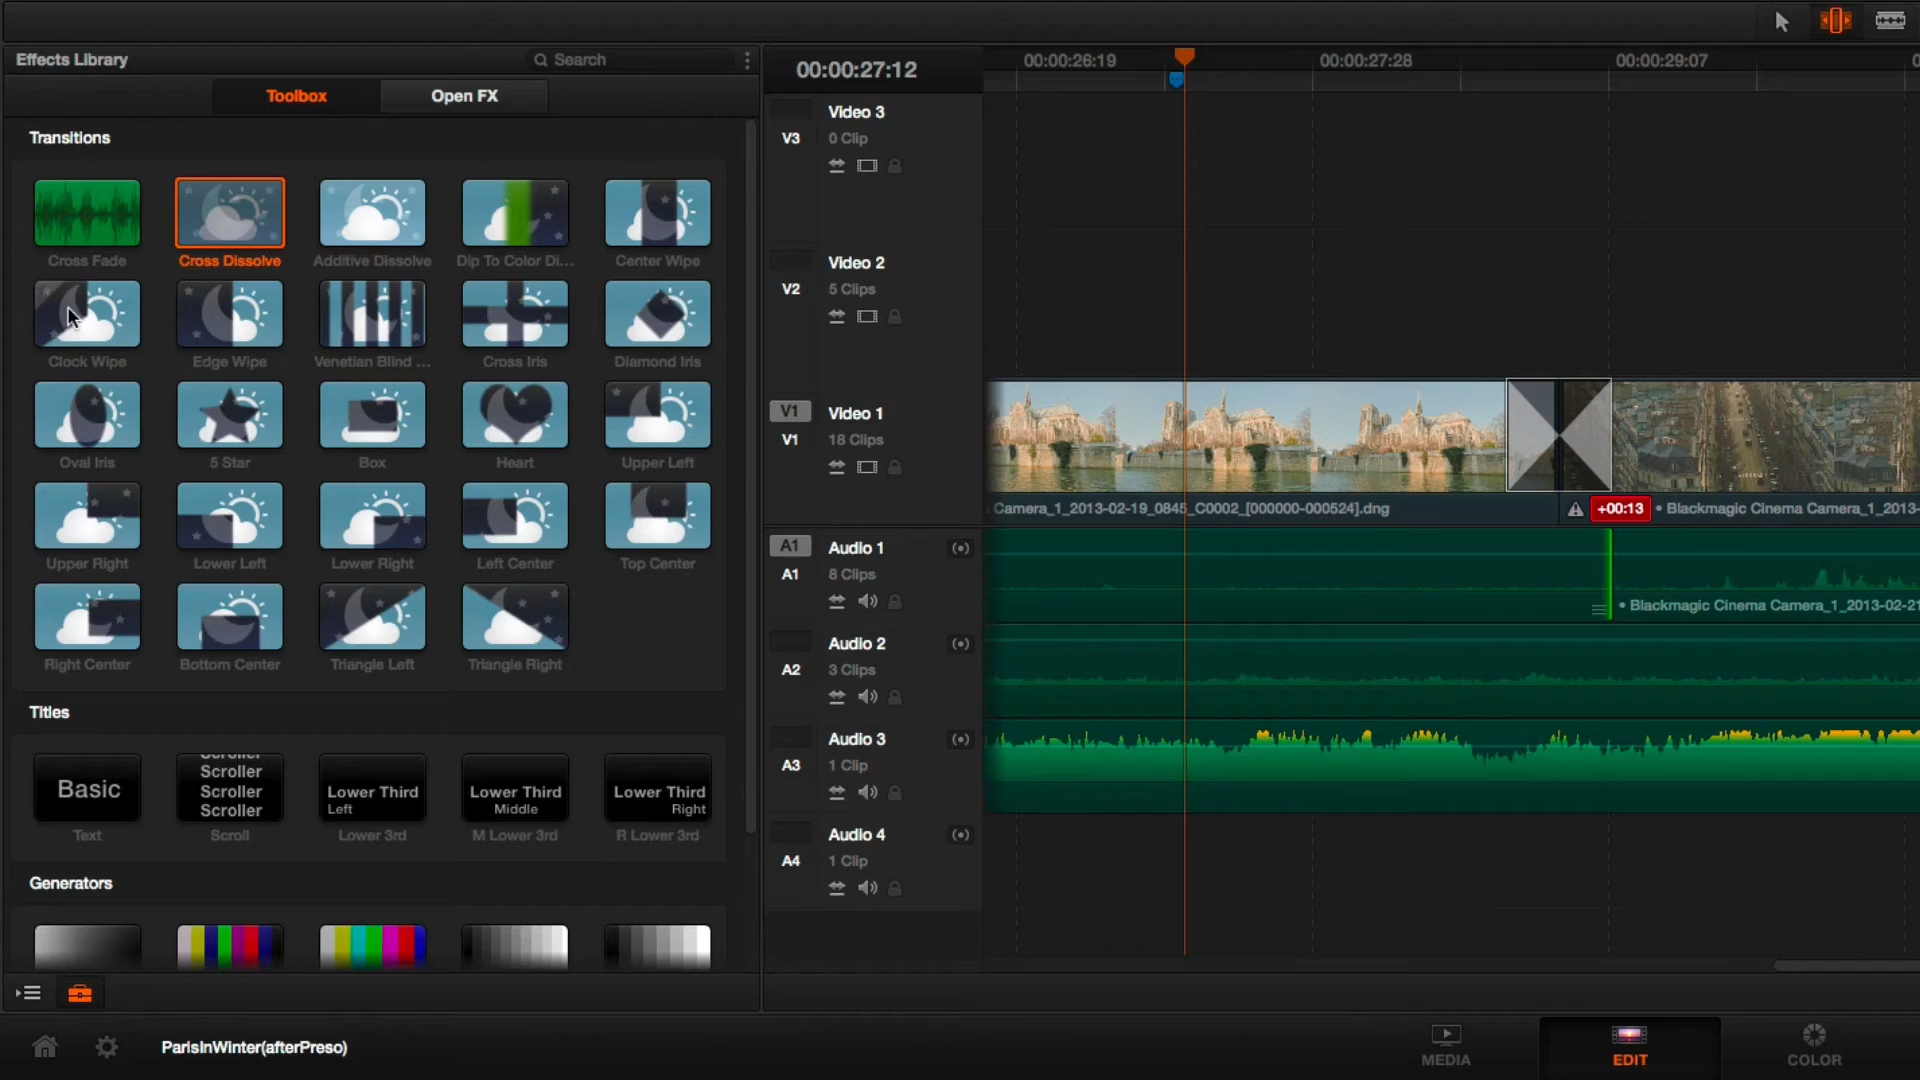 Effects Library
Search
Toolbox
Open FX
Transitions
Cross Fade
Cross Dissolve
Additive Dissolve
Dip To Color Di...
Center Wipe
Clock Wipe
Edge Wipe
Venetian Blind ...
Cross Iris
Diamond Iris
Oval Iris
5 Star
Box
Heart
Upper Left
Upper Right
Lower Left
Lower Right
Left Center
Top Center
Right Center
Bottom Center
Triangle Left
Triangle Right
Titles
Basic
Text
Scroller
Scroller
Scroller
Scroller
Scroll
Lower Third
Left
Lower 3rd
Lower Third
Middle
M Lower 3rd
Lower Third
Right
R Lower 3rd
Generators
00:00:27:12
00:00:26:19
00:00:27:28
00:00:29:07
V3
Video 3
0 Clip
V2
Video 2
5 Clips
V1
V1
Video 1
18 Clips
Camera_1_2013-02-19_0845_C0002_[000000-000524].dng
+00:13
• Blackmagic Cinema Camera_1_2013-
A1
A1
Audio 1
8 Clips
• Blackmagic Cinema Camera_1_2013-02-21
A2
Audio 2
3 Clips
A3
Audio 3
1 Clip
A4
Audio 4
1 Clip
ParisInWinter(afterPreso)
MEDIA
EDIT
COLOR